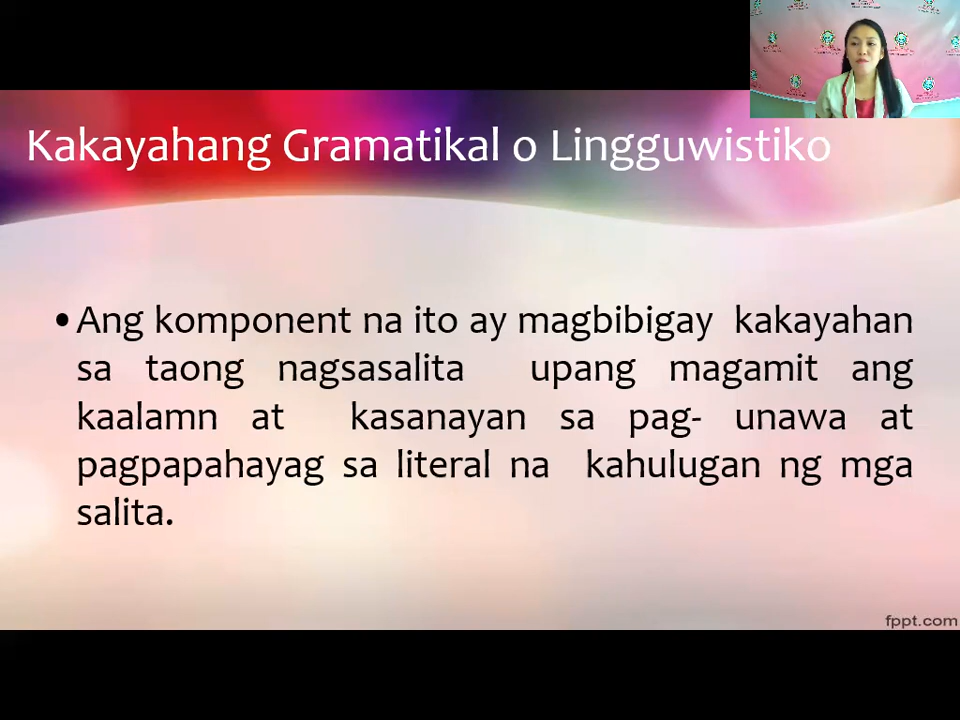 Kakayahang Gramatikal o Lingguwistiko
•Ang komponent na ito ay magbibigay kakayahan
sa taong nagsasalita upang magamit ang
kaalamn at kasanayan sa pag- unawa at
pagpapahayag sa literal na kahulugan ng mga
salita.
fppt.com